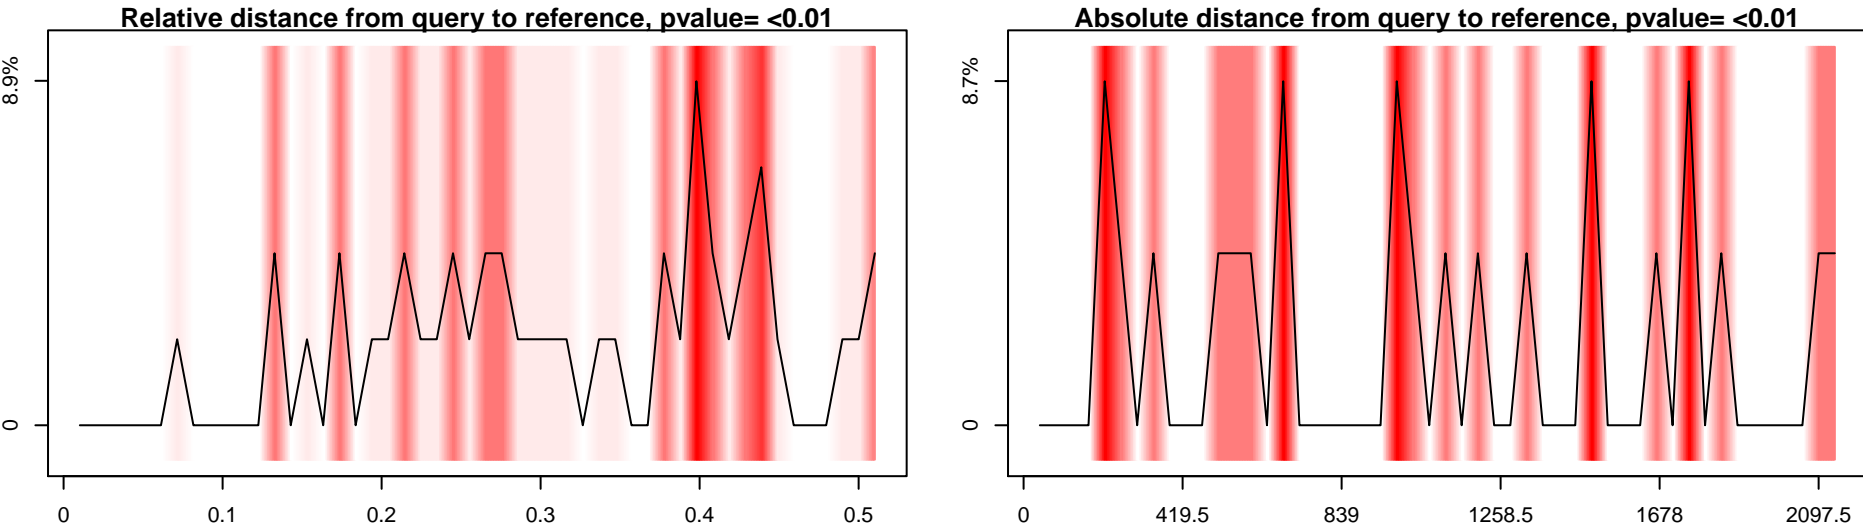 Relative distance from query to reference, pvalue= <0.01
8.9%
0
0 0.1 0.2 0.3 0.4 0.5
Absolute distance from query to reference, pvalue= <0.01
8.7%
0
0 419.5 839 1258.5 1678 2097.5